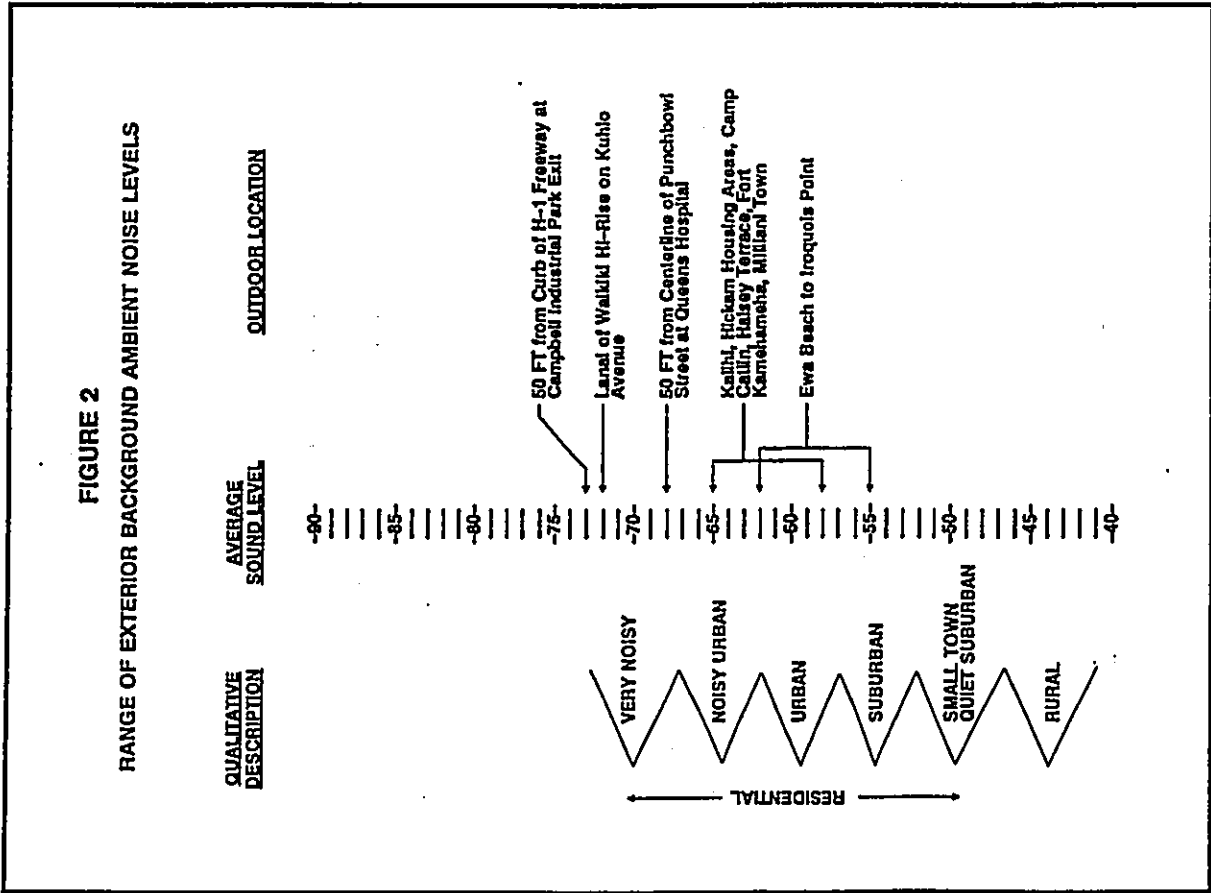 FIGURE 2
RANGE OF EXTERIOR BACKGROUND AMBIENT NOISE LEVELS
QUALITATIVE
DESCRIPTION
AVERAGE
SOUND LEVEL
OUTDOOR LOCATION
RESIDENTIAL
VERY NOISY
NOISY URBAN
URBAN
SUBURBAN
SMALL TOWN
QUIET SUBURBAN
RURAL
-90-
-85-
-80-
-75-
-70-
-65-
-60-
-55-
-50-
-45-
-40
50 FT from Curb of H-1 Freeway at
Campbell Industrial Park Exit
Lanai of Waikiki Hi-Rise on Kuhio
Avenue
50 FT from Centerline of Punchbowl
Street at Queens Hospital
Kalihi, Hickam Housing Areas, Camp
Catlin, Halsey Terrace, Fort
Kamehameha, Mililani Town
Ewa Beach to Iroquois Point